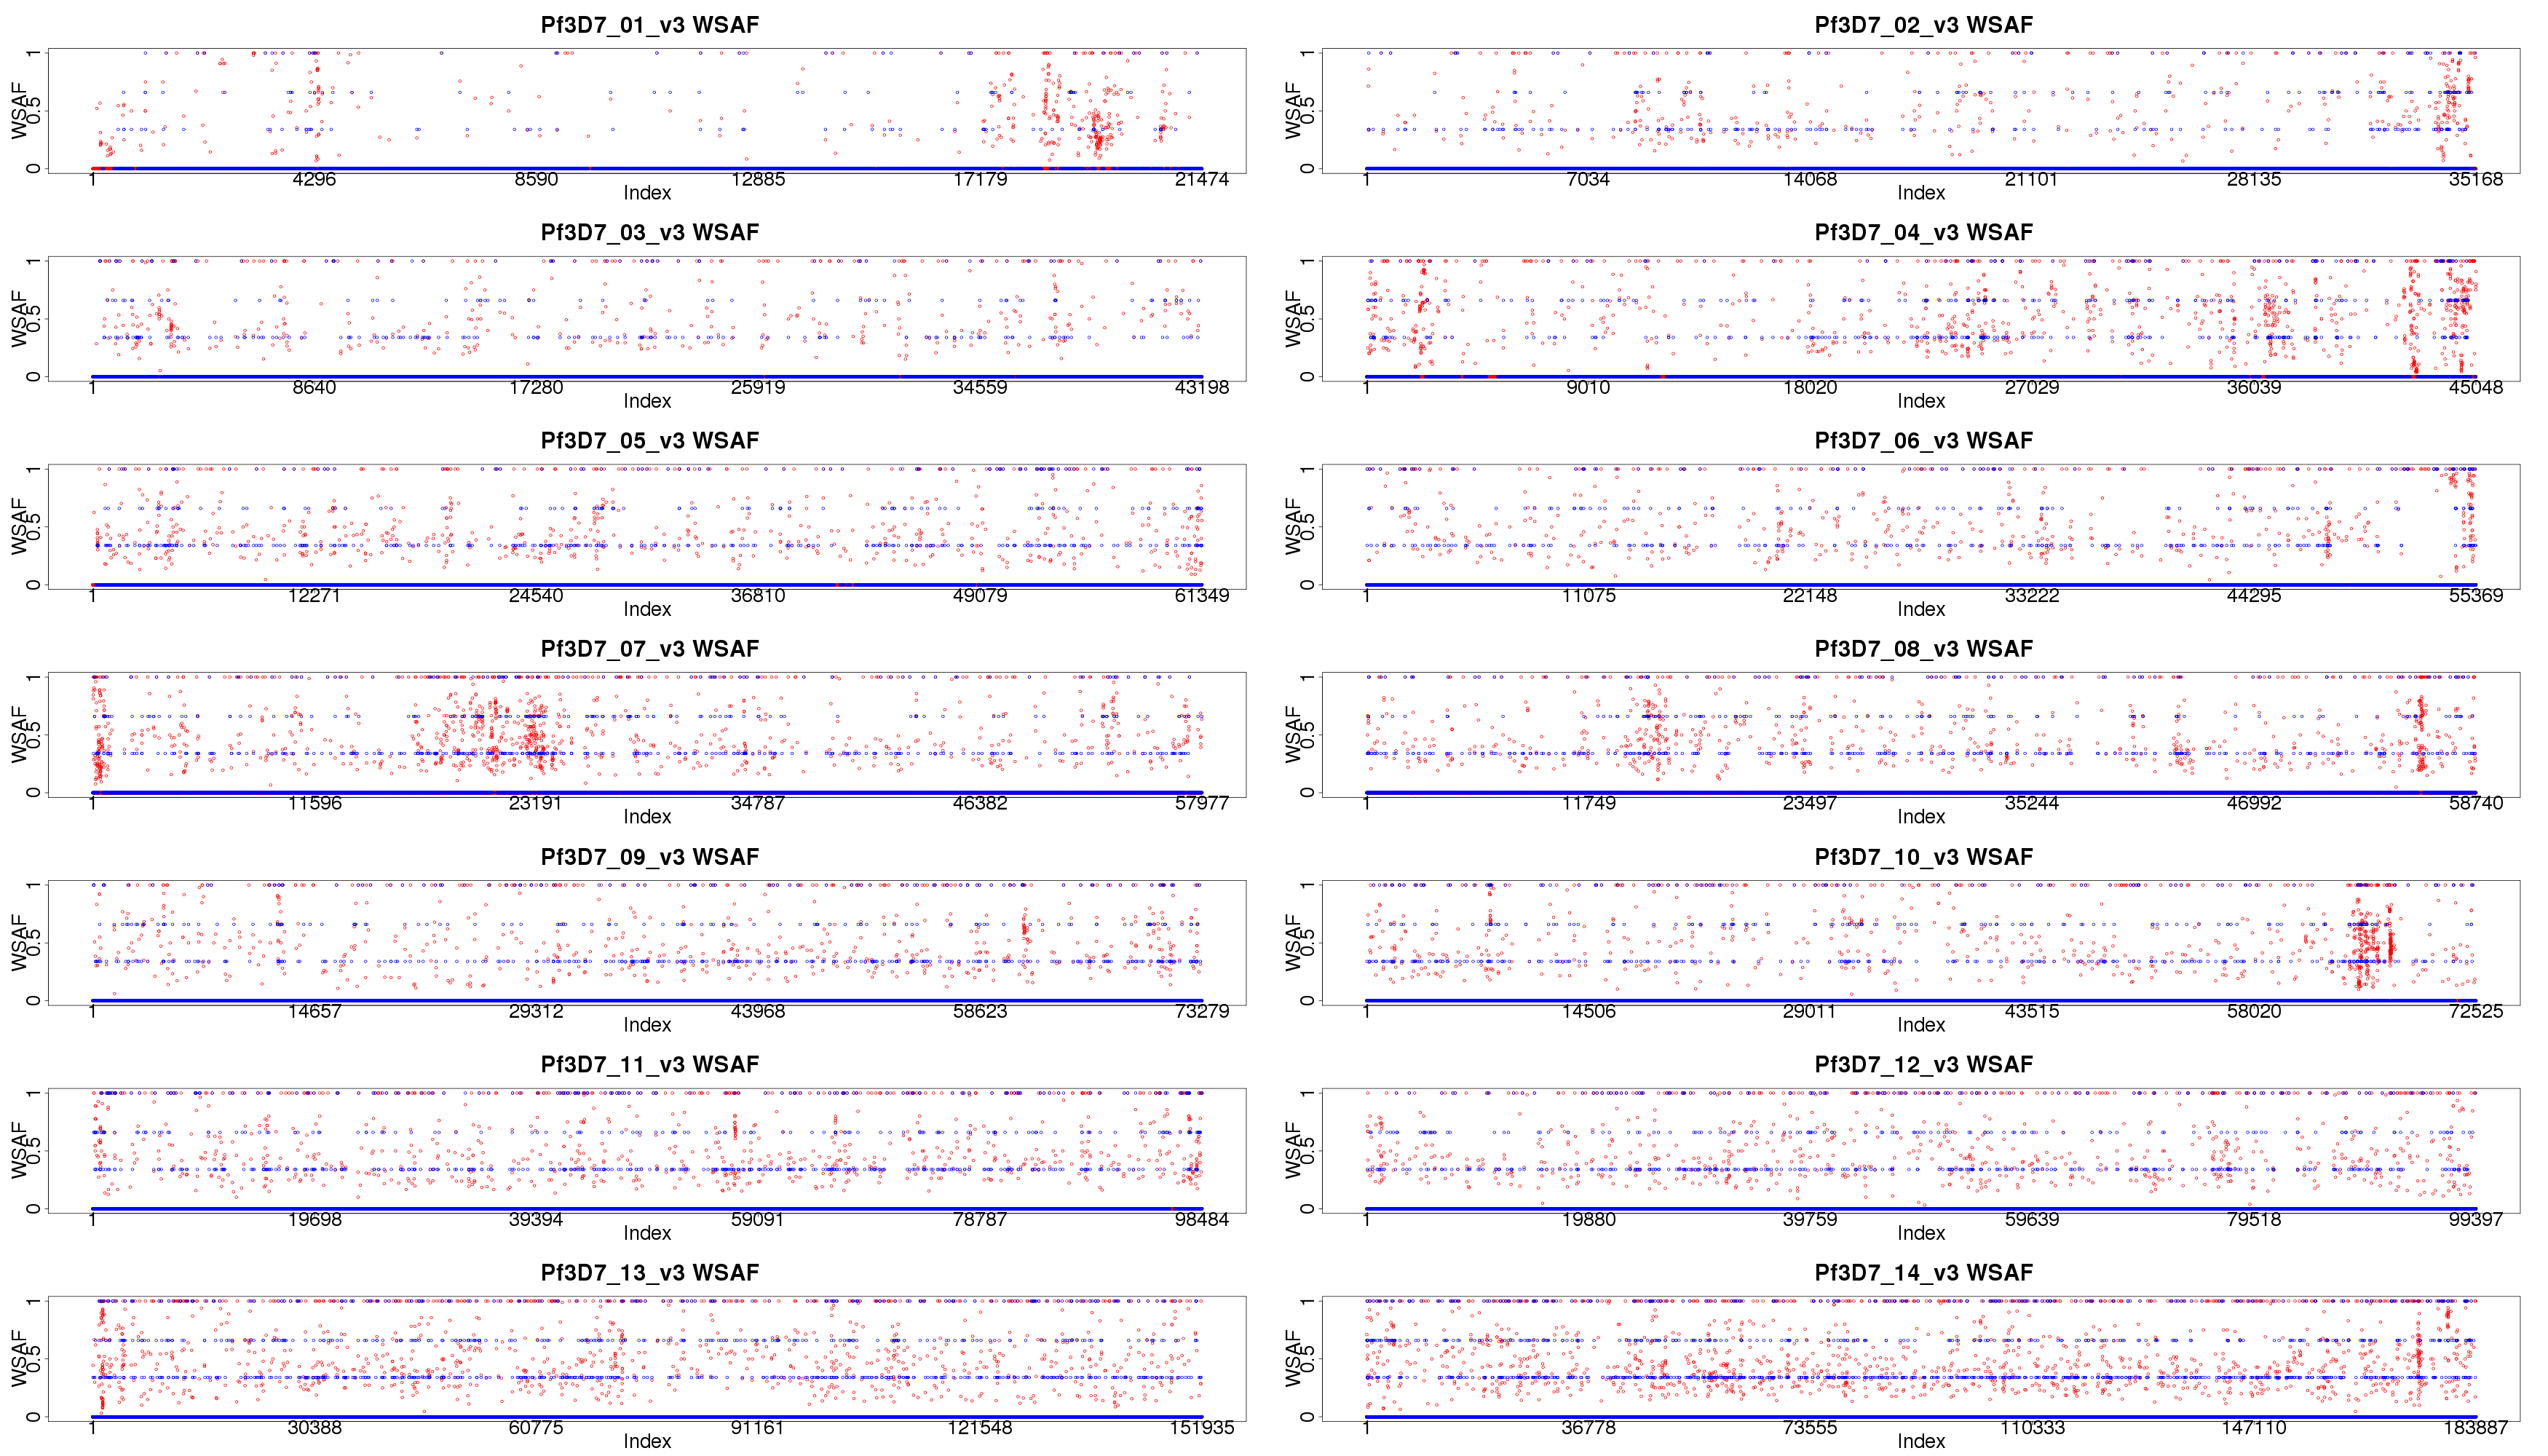 Pf3D7_01_v3 WSAF
WSAF
1
0.5
0
1 4296 8590 12885 17179 21474
Index
Pf3D7_02_v3 WSAF
WSAF
1
0.5
0
1 7034 14068 21101 28135 35168
Index
Pf3D7_03_v3 WSAF
WSAF
1
0.5
0
1 8640 17280 25919 34559 43198
Index
Pf3D7_04_v3 WSAF
WSAF
1
0.5
0
1 9010 18020 27029 36039 45048
Index
Pf3D7_05_v3 WSAF
WSAF
1
0.5
0
1 12271 24540 36810 49079 61349
Index
Pf3D7_06_v3 WSAF
WSAF
1
0.5
0
1 11075 22148 33222 44295 55369
Index
Pf3D7_07_v3 WSAF
WSAF
1
0.5
0
1 11596 23191 34787 46382 57977
Index
Pf3D7_08_v3 WSAF
WSAF
1
0.5
0
1 11749 23497 35244 46992 58740
Index
Pf3D7_09_v3 WSAF
WSAF
1
0.5
0
1 14657 29312 43968 58623 73279
Index
Pf3D7_10_v3 WSAF
WSAF
1
0.5
0
1 14506 29011 43515 58020 72525
Index
Pf3D7_11_v3 WSAF
WSAF
1
0.5
0
1 19698 39394 59091 78787 98484
Index
Pf3D7_12_v3 WSAF
WSAF
1
0.5
0
1 19880 39759 59639 79518 99397
Index
Pf3D7_13_v3 WSAF
WSAF
1
0.5
0
1 30388 60775 91161 121548 151935
Index
Pf3D7_14_v3 WSAF
WSAF
1
0.5
0
1 36778 73555 110333 147110 183887
Index